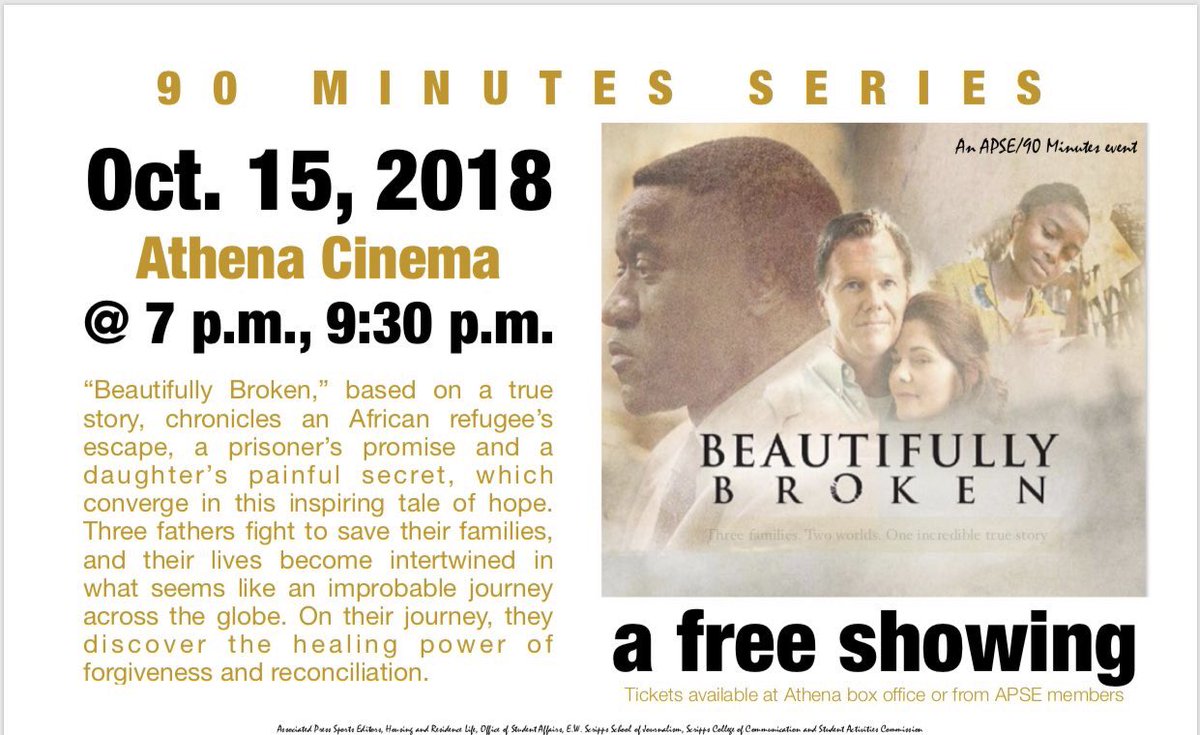 90 MINUTES SERIES
Oct. 15, 2018
Athena Cinema
@ 7 p.m., 9:30 p.m.
“Beautifully Broken,” based on a true
story, chronicles an African refugee’s
escape, a prisoner’s promise and a
daughter’s painful secret, which
converge in this inspiring tale of hope.
Three fathers fight to save their families,
and their lives become intertwined in
what seems like an improbable journey
across the globe. On their journey, they
discover the healing power of
forgiveness and reconciliation.
An APSE/90 Minutes event
BEAUTIFULLY
BROKEN
Three families. Two worlds. One incredible true story
a free showing
Tickets available at Athena box office or from APSE members
Associated Press Sports Editors, Housing and Residence Life, Office of Student Affairs, E.W. Scripps School of Journalism, Scripps College of Communication and Student Activities Commission